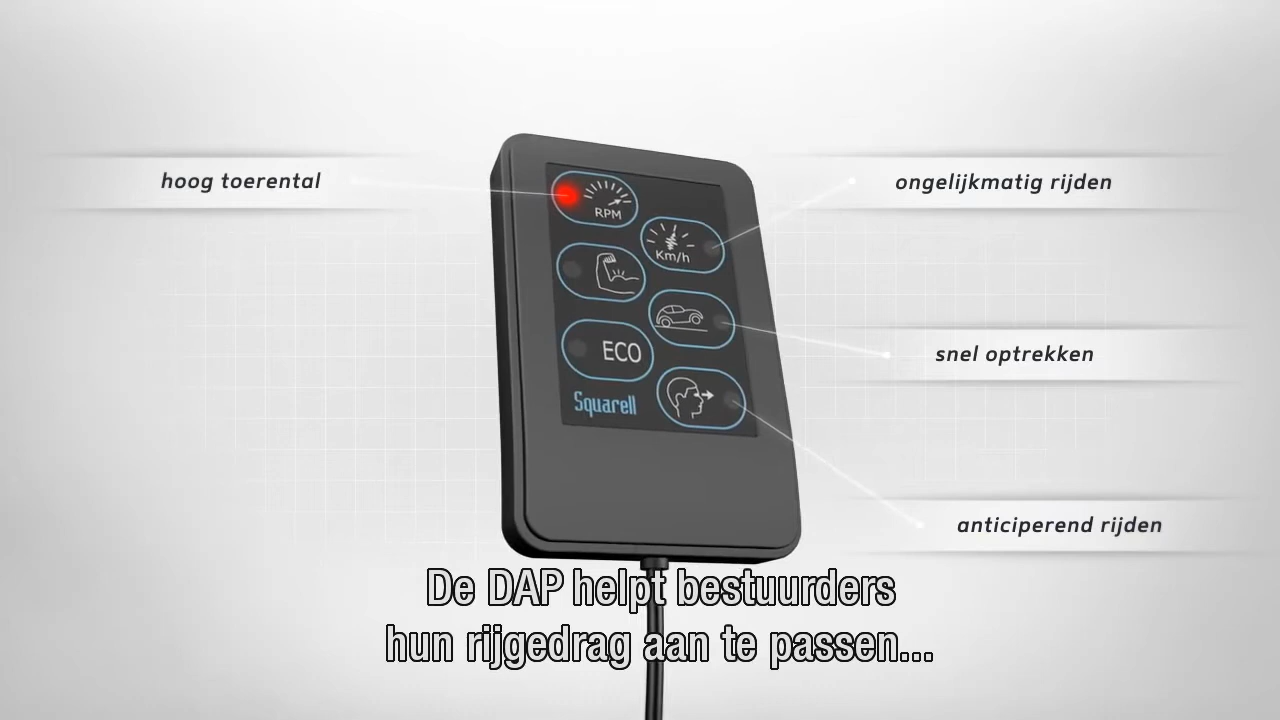 hoog toerental
ongelijkmatig rijden
RPM
Km/h
snel optrekken
ECO
Squarell
anticiperend rijden
De DAP helpt bestuurders
hun rijgedrag aan te passen...